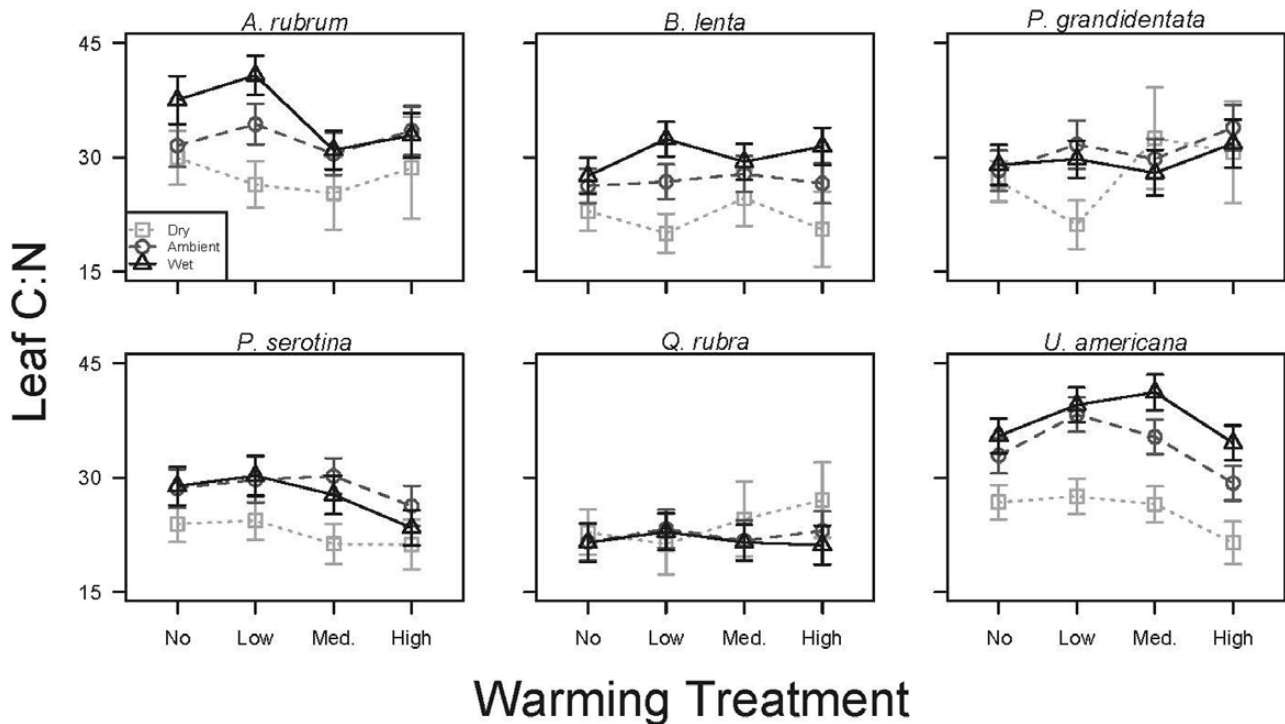 A. rubrum
B. lenta
P. grandidentata
45
30
15
Dry
Ambient
Wet
Leaf C:N
P. serotina
Q. rubra
U. americana
45
30
15
No Low Med. High
No Low Med. High
No Low Med. High
Warming Treatment